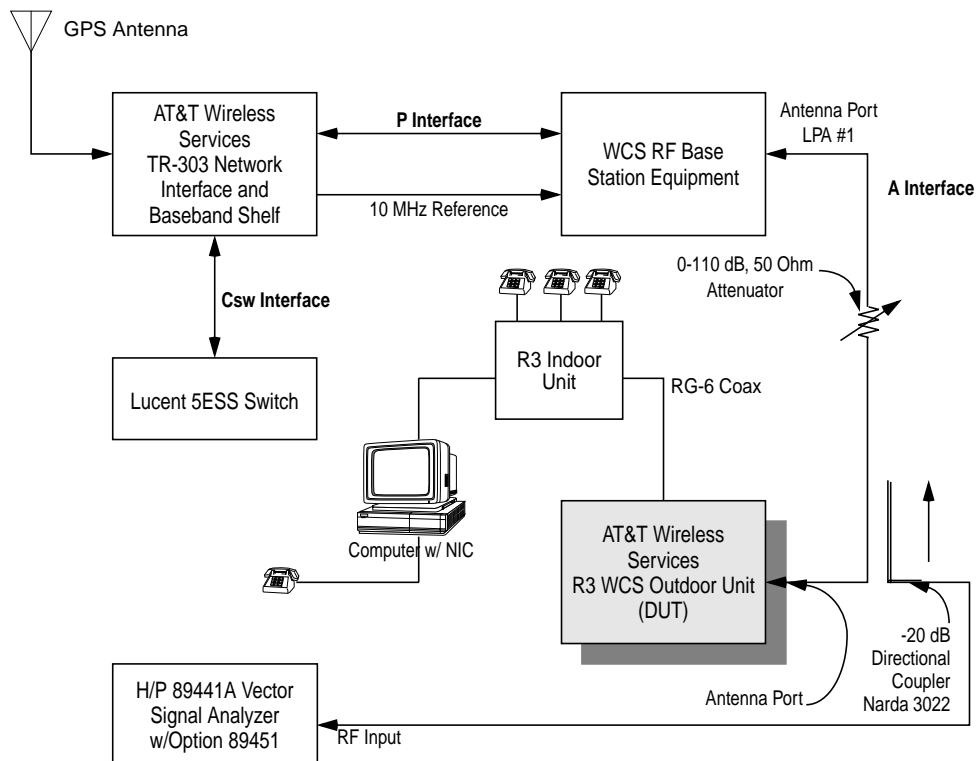 GPS Antenna
AT&T Wireless
Services
TR-303 Network
Interface and
Baseband Shelf
P Interface
10 MHz Reference
WCS RF Base
Station Equipment
Antenna Port
LPA #1
A Interface
0-110 dB, 50 Ohm
Attenuator
Csw Interface
Lucent 5ESS Switch
R3 Indoor
Unit
RG-6 Coax
Computer w/ NIC
AT&T Wireless
Services
R3 WCS Outdoor Unit
(DUT)
-20 dB
Directional
Coupler
Narda 3022
Antenna Port
H/P 89441A Vector
Signal Analyzer
w/Option 89451
RF Input